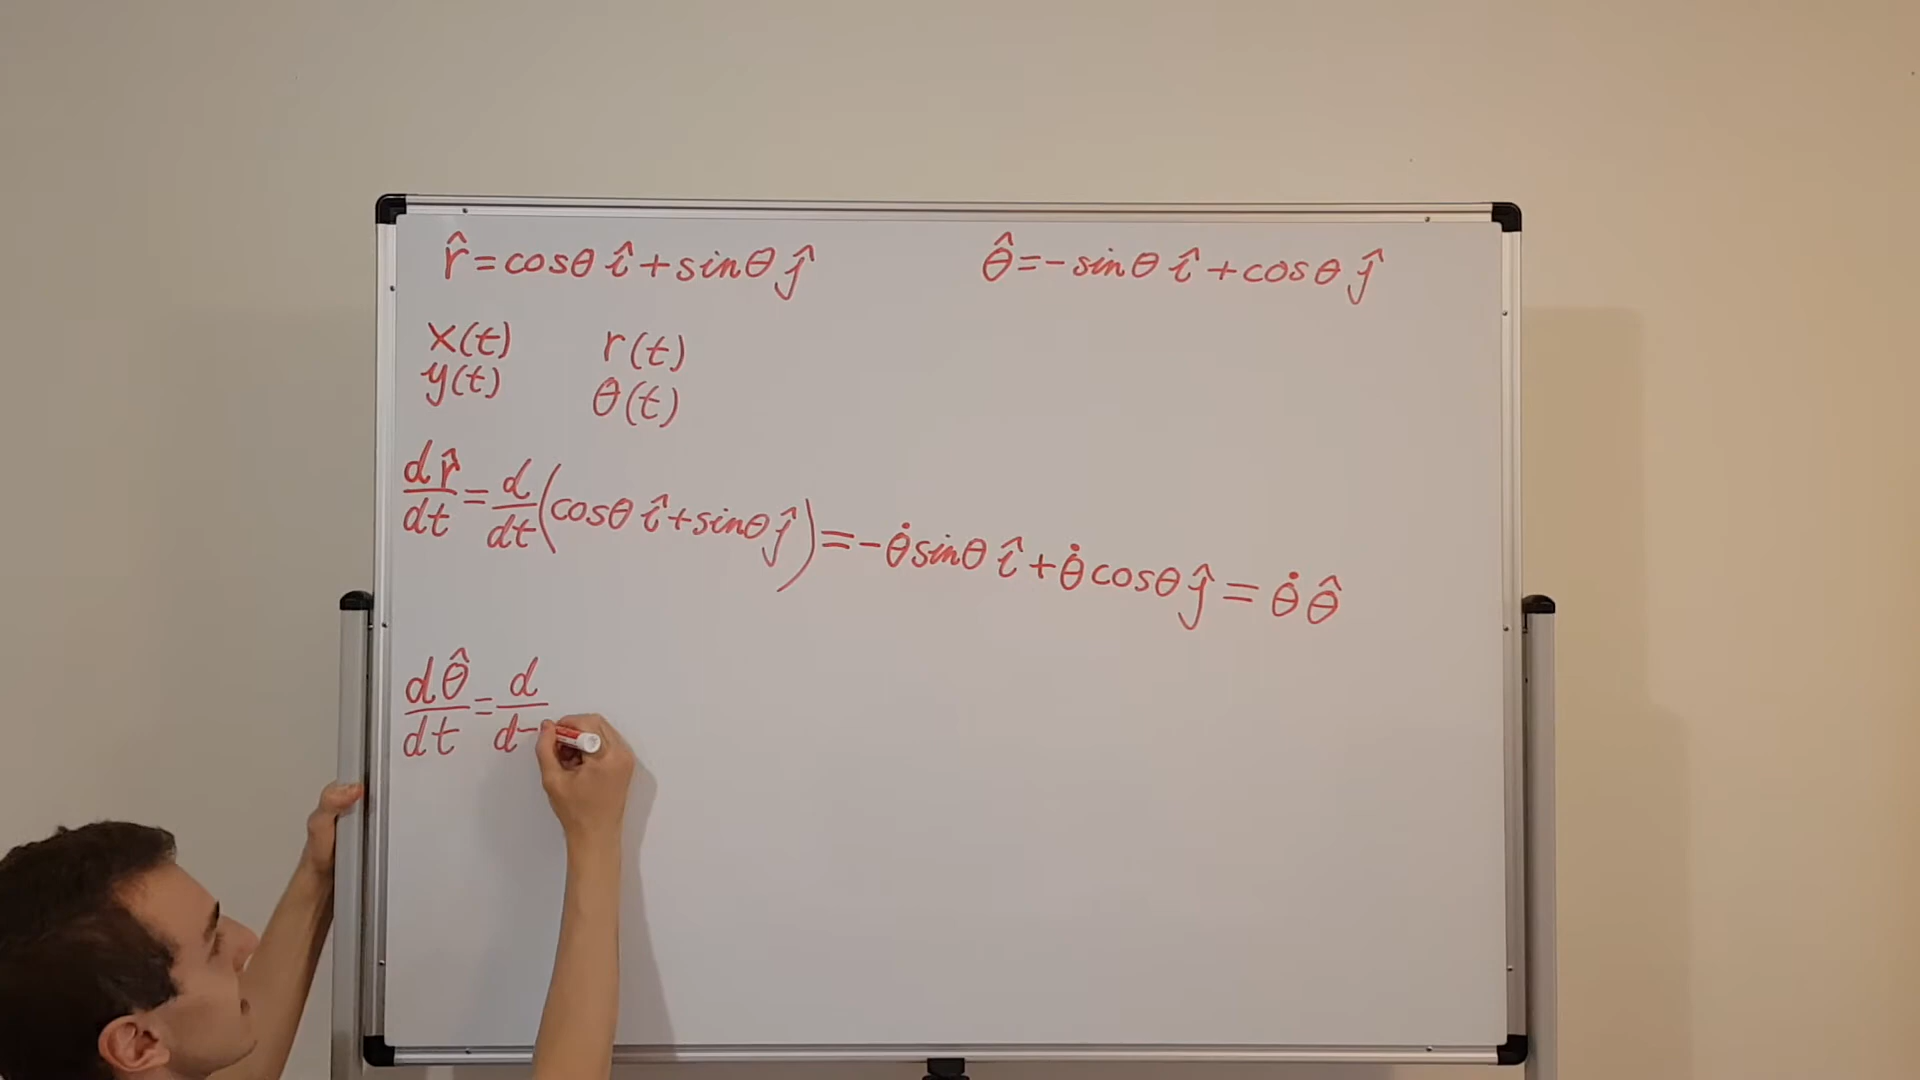 r̂ = cosθ î + sinθ ĵ
θ̂ = -sinθ î + cosθ ĵ
x(t)
y(t)
r(t)
θ(t)
dr̂/dt = d/dt (cosθ î + sinθ ĵ) = -θ̇ sinθ î + θ̇ cosθ ĵ = θ̇ θ̂
dθ̂/dt = d/d